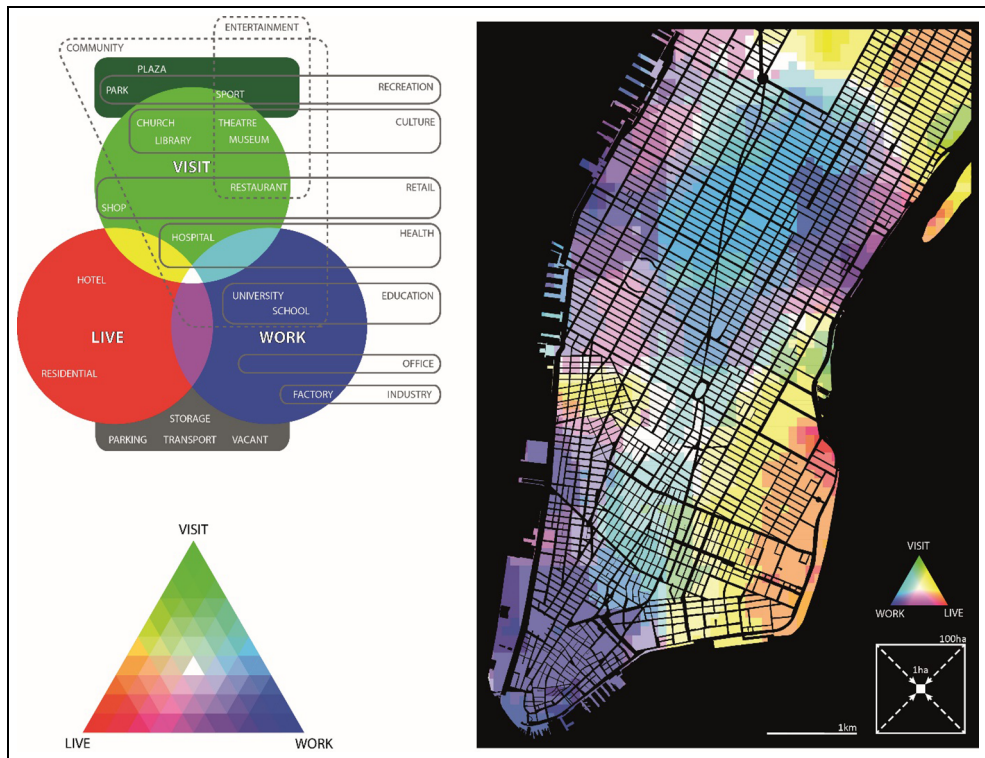 ENTERTAINMENT
COMMUNITY
PLAZA
PARK
SPORT
RECREATION
CHURCH
THEATRE
CULTURE
LIBRARY
MUSEUM
VISIT
RESTAURANT
RETAIL
SHOP
HOSPITAL
HEALTH
HOTEL
UNIVERSITY
EDUCATION
SCHOOL
LIVE
WORK
OFFICE
RESIDENTIAL
FACTORY
INDUSTRY
STORAGE
PARKING
TRANSPORT
VACANT
VISIT
LIVE
WORK
VISIT
WORK
LIVE
100ha
1ha
1km